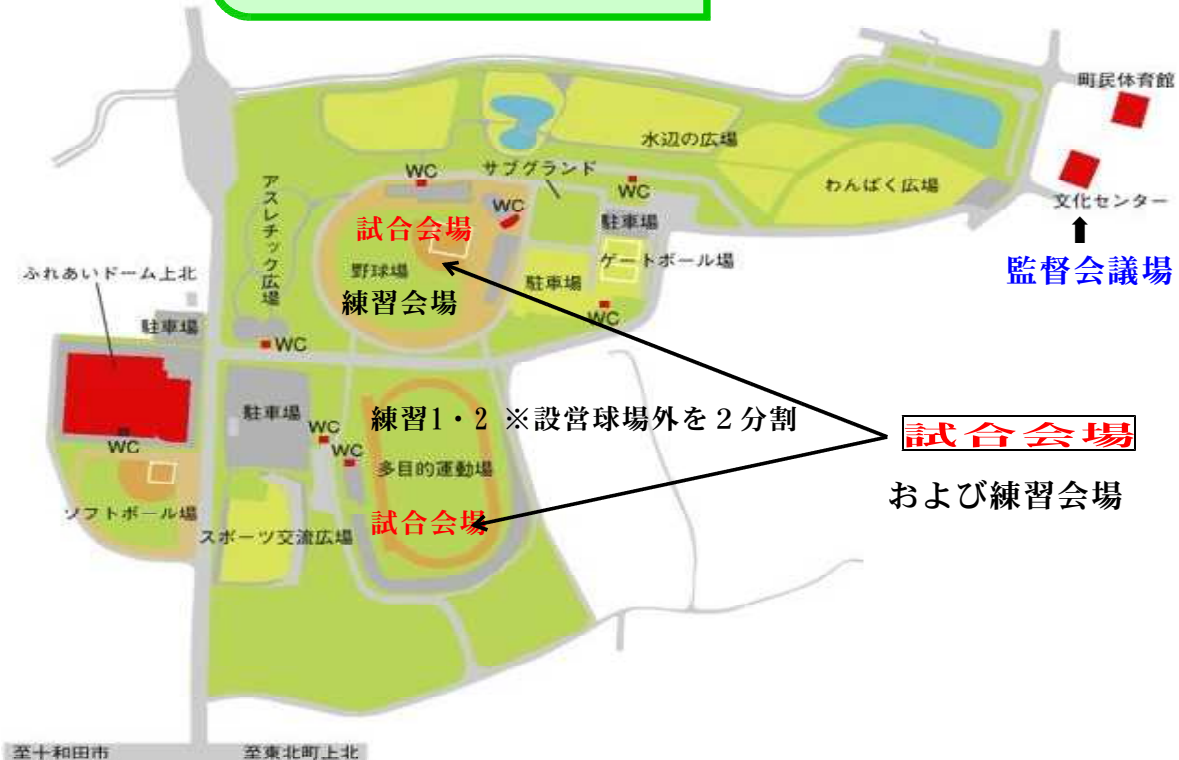 町民体育館
水辺の広場
サブグランド
WC
WC
わんぱく広場
アスレチック広場
WC
文化センター
駐車場
試合会場
ゲートボール場
監督会議場
ふれあいドーム上北
野球場
駐車場
練習会場
WC
駐車場
WC
駐車場
練習1・2 ※設営球場外を２分割
試合会場
WC
WC
WC
多目的運動場
および練習会場
ソフトボール場
試合会場
スポーツ交流広場
至十和田市
至東北町上北